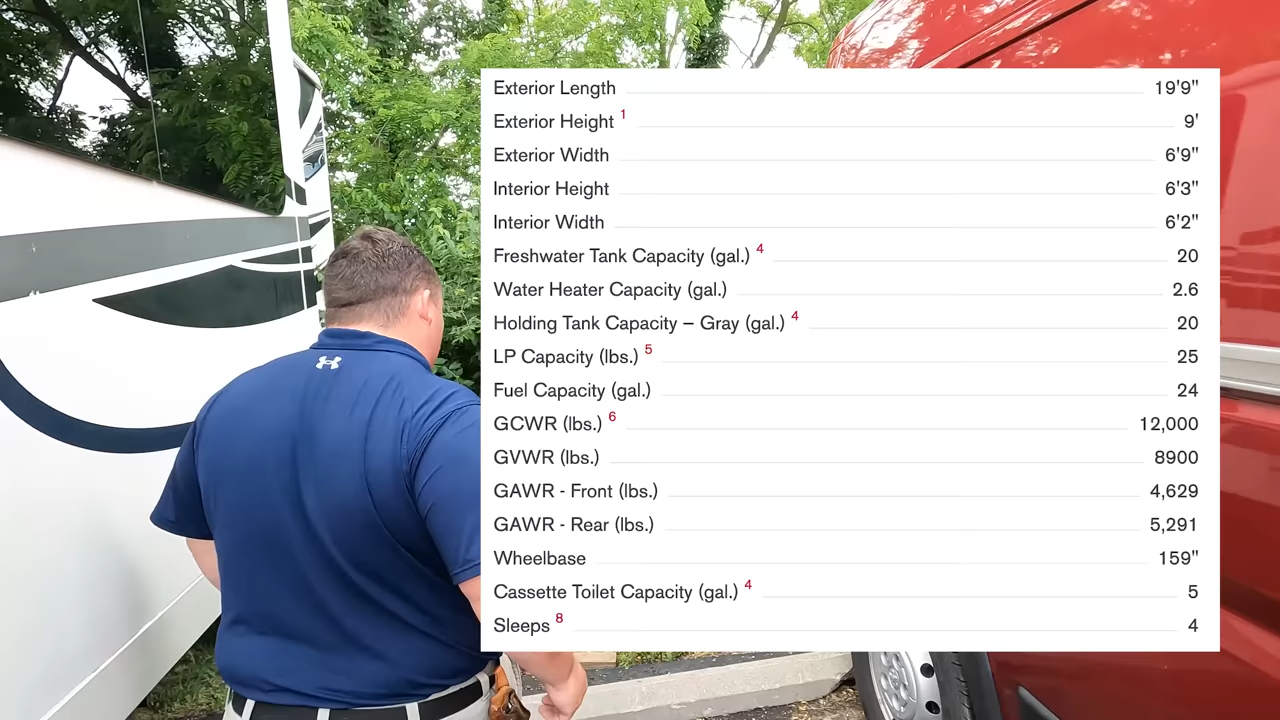 Exterior Length 19'9"
Exterior Height 1 9'
Exterior Width 6'9"
Interior Height 6'3"
Interior Width 6'2"
Freshwater Tank Capacity (gal.) 4 20
Water Heater Capacity (gal.) 2.6
Holding Tank Capacity – Gray (gal.) 4 20
LP Capacity (lbs.) 5 25
Fuel Capacity (gal.) 24
GCWR (lbs.) 6 12,000
GVWR (lbs.) 8900
GAWR - Front (lbs.) 4,629
GAWR - Rear (lbs.) 5,291
Wheelbase 159"
Cassette Toilet Capacity (gal.) 4 5
Sleeps 8 4